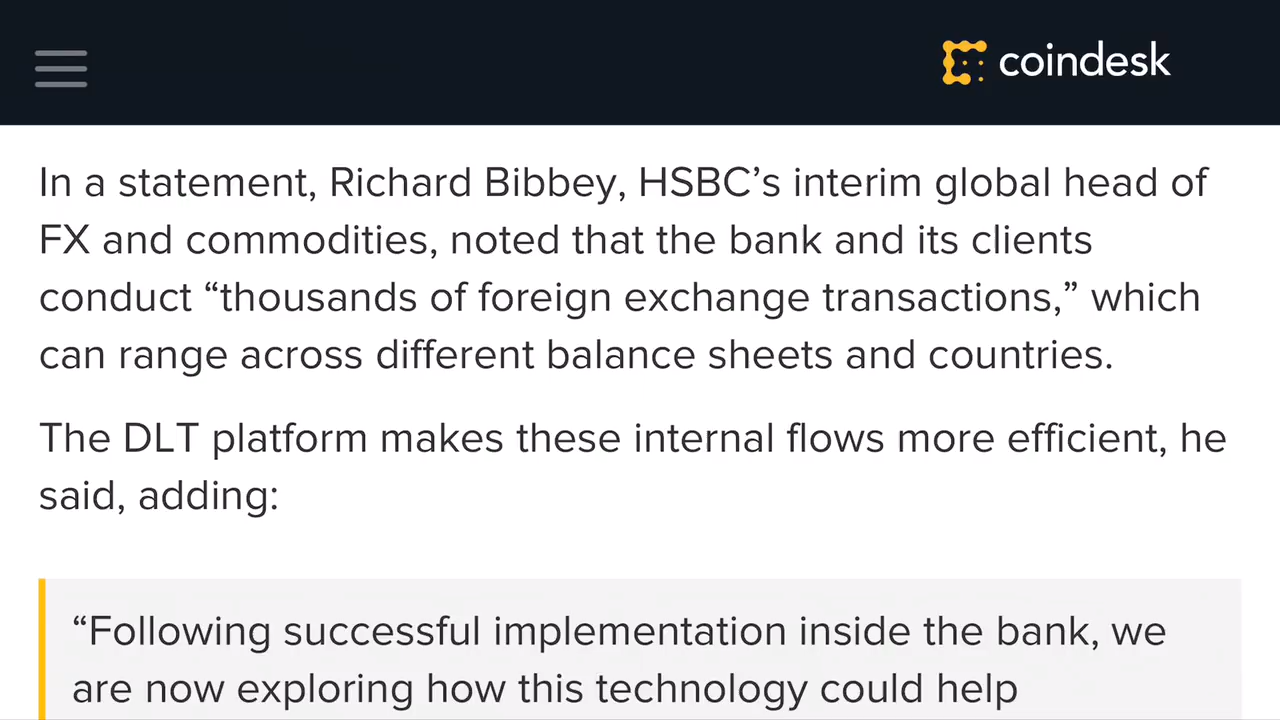 coindesk
In a statement, Richard Bibbey, HSBC’s interim global head of
FX and commodities, noted that the bank and its clients
conduct “thousands of foreign exchange transactions,” which
can range across different balance sheets and countries.
The DLT platform makes these internal flows more efficient, he
said, adding:
“Following successful implementation inside the bank, we
are now exploring how this technology could help